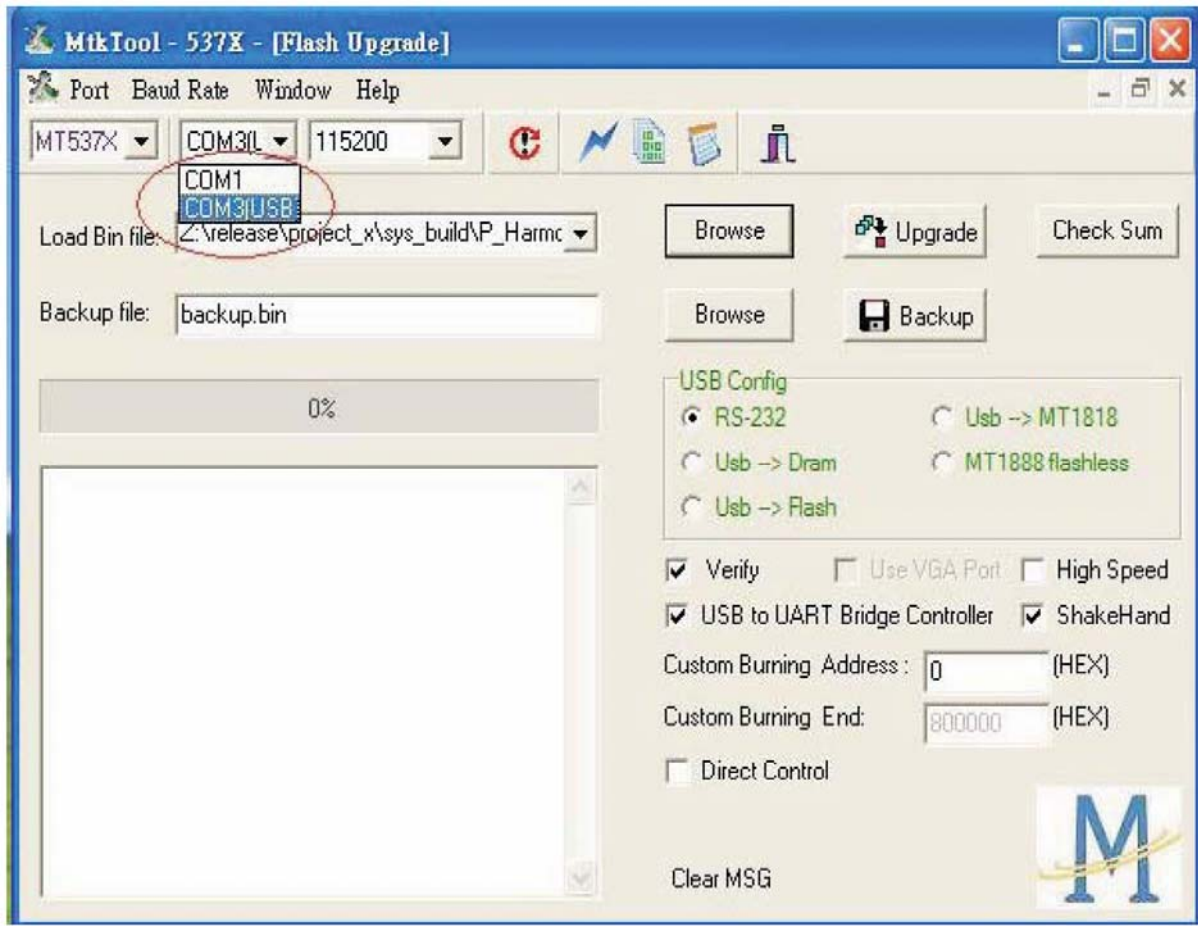 MtkTool - 537X - [Flash Upgrade]
Port Baud Rate Window Help
MT537X COM3(L 115200
COM1
COM3(USB
Load Bin file: Z:\release\project_x\sys_build\P_Harmc Browse Upgrade Check Sum
Backup file: backup.bin Browse Backup
0%
USB Config
RS-232 Usb --> MT1818
Usb --> Dram MT1888 flashless
Usb --> Flash
Verify Use VGA Port High Speed
USB to UART Bridge Controller ShakeHand
Custom Burning Address : 0 (HEX)
Custom Burning End: 800000 (HEX)
Direct Control
Clear MSG
M